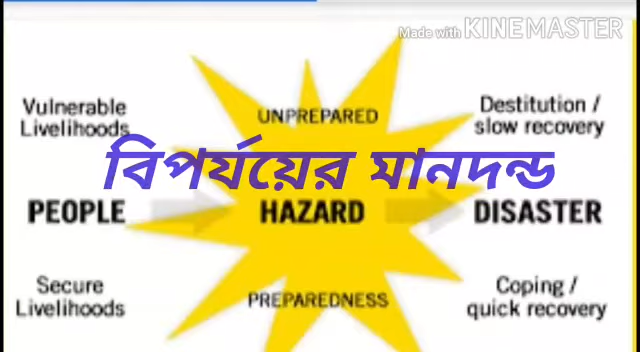 Made with KINEMASTER
Vulnerable
Livelihoods
UNPREPARED
Destitution /
slow recovery
বিপর্যয়ের মানদন্ড
PEOPLE
HAZARD
DISASTER
Secure
Livelihoods
PREPAREDNESS
Coping /
quick recovery